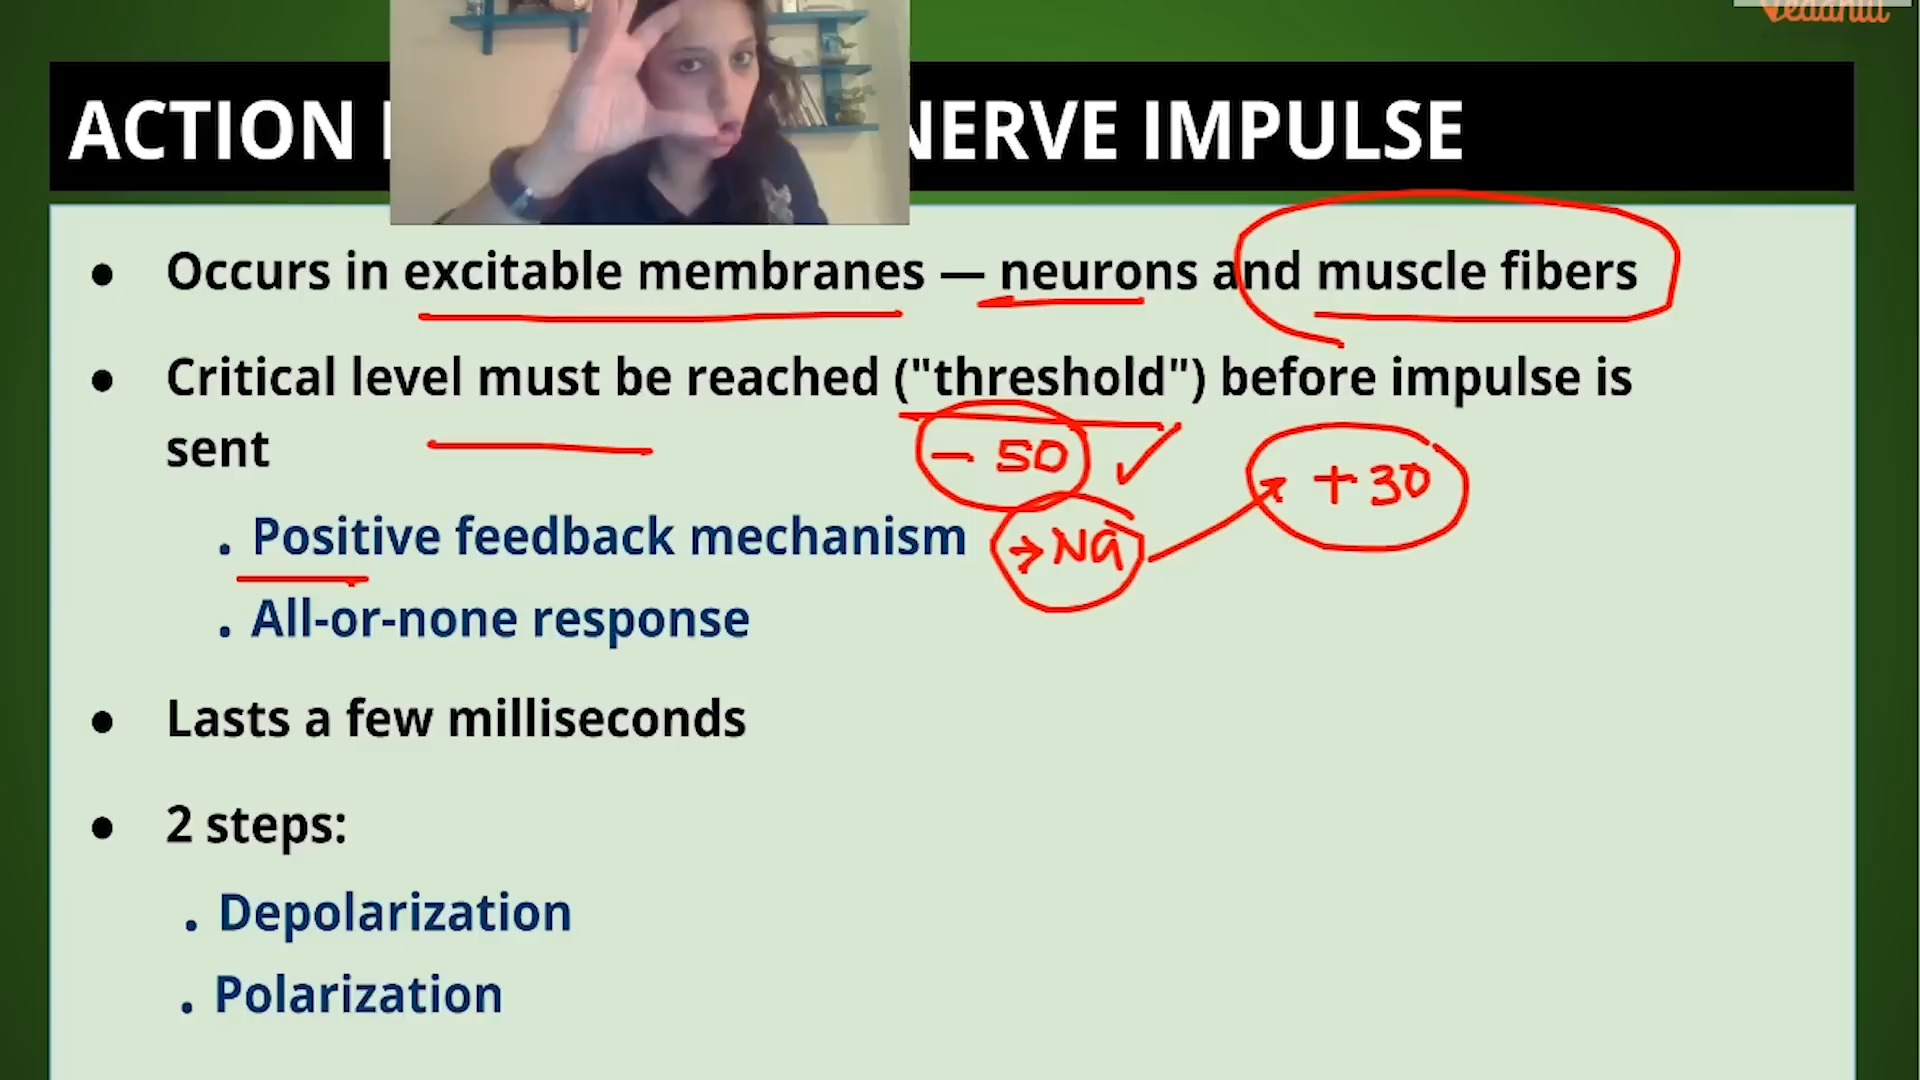 ACTION NERVE IMPULSE
• Occurs in excitable membranes — neurons and muscle fibers
• Critical level must be reached ("threshold") before impulse is
sent
- 50
+ 30
. Positive feedback mechanism → Na
. All-or-none response
• Lasts a few milliseconds
• 2 steps:
. Depolarization
. Polarization